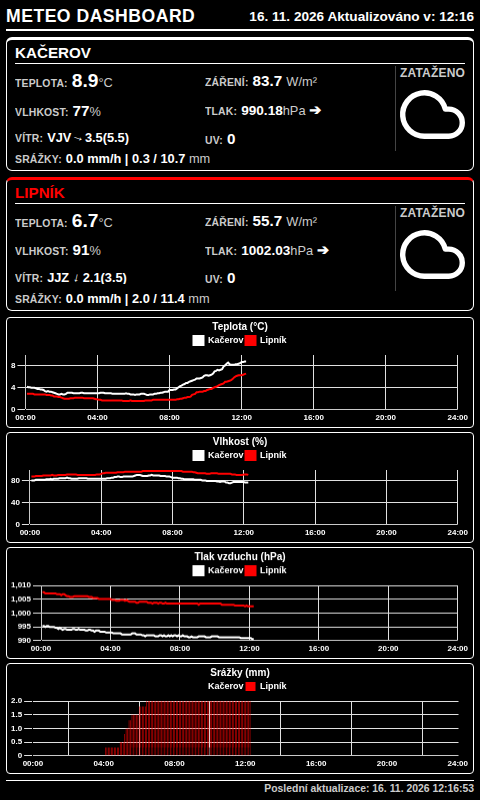 METEO DASHBOARD 16. 11. 2026 Aktualizováno v: 12:16
KAČEROV
ZATAŽENO
TEPLOTA: 8.9°C ZÁŘENÍ: 83.7 W/m²
VLHKOST: 77% TLAK: 990.18hPa ➔
VÍTR: VJV → 3.5(5.5) UV: 0
SRÁŽKY: 0.0 mm/h | 0.3 / 10.7 mm
LIPNÍK
ZATAŽENO
TEPLOTA: 6.7°C ZÁŘENÍ: 55.7 W/m²
VLHKOST: 91% TLAK: 1002.03hPa ➔
VÍTR: JJZ ↓ 2.1(3.5) UV: 0
SRÁŽKY: 0.0 mm/h | 2.0 / 11.4 mm
Teplota (°C)
Kačerov Lipník
8
4
0
00:00 04:00 08:00 12:00 16:00 20:00 24:00
Vlhkost (%)
Kačerov Lipník
80
40
0
00:00 04:00 08:00 12:00 16:00 20:00 24:00
Tlak vzduchu (hPa)
Kačerov Lipník
1,010
1,005
1,000
995
990
00:00 04:00 08:00 12:00 16:00 20:00 24:00
Srážky (mm)
Kačerov Lipník
2.0
1.5
1.0
0.5
0
00:00 04:00 08:00 12:00 16:00 20:00 24:00
Poslední aktualizace: 16. 11. 2026 12:16:53